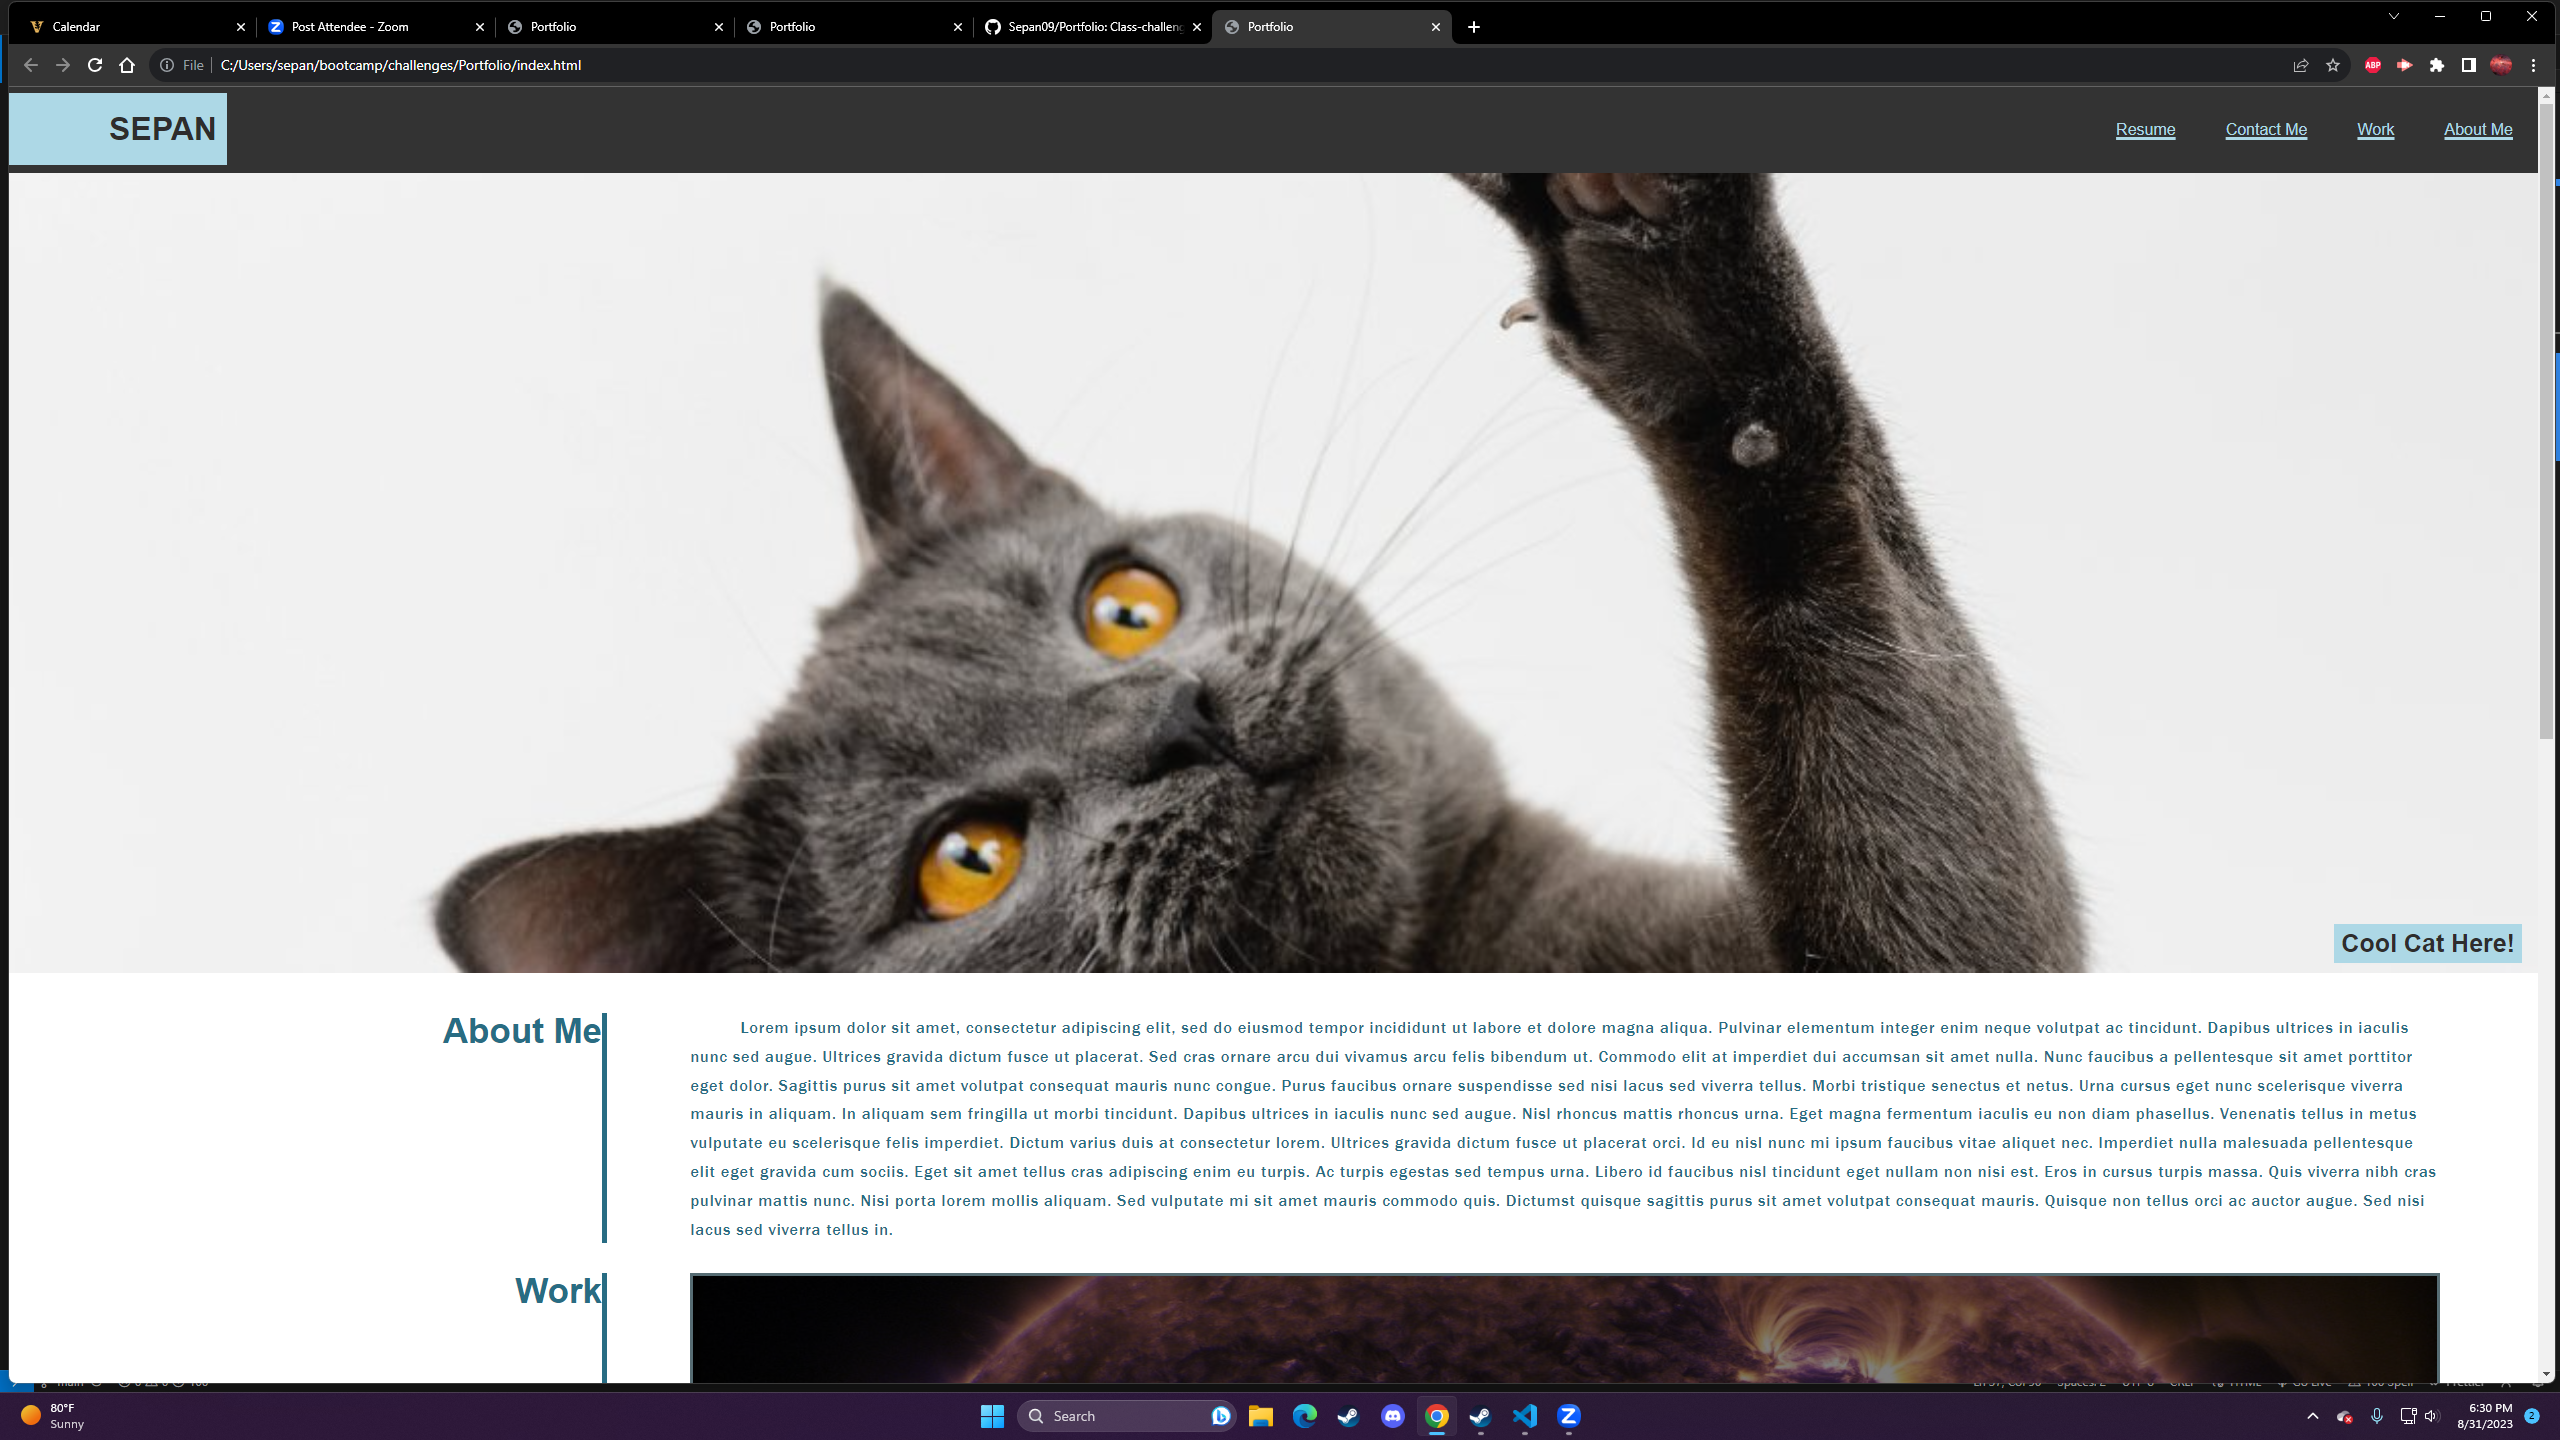 Calendar
Post Attendee - Zoom
Portfolio
Portfolio
Sepan09/Portfolio: Class-challeng
Portfolio
File
C:/Users/sepan/bootcamp/challenges/Portfolio/index.html
ABP
SEPAN
Resume
Contact Me
Work
About Me
Cool Cat Here!
About Me
Lorem ipsum dolor sit amet, consectetur adipiscing elit, sed do eiusmod tempor incididunt ut labore et dolore magna aliqua. Pulvinar elementum integer enim neque volutpat ac tincidunt. Dapibus ultrices in iaculis
nunc sed augue. Ultrices gravida dictum fusce ut placerat. Sed cras ornare arcu dui vivamus arcu felis bibendum ut. Commodo elit at imperdiet dui accumsan sit amet nulla. Nunc faucibus a pellentesque sit amet porttitor
eget dolor. Sagittis purus sit amet volutpat consequat mauris nunc congue. Purus faucibus ornare suspendisse sed nisi lacus sed viverra tellus. Morbi tristique senectus et netus. Urna cursus eget nunc scelerisque viverra
mauris in aliquam. In aliquam sem fringilla ut morbi tincidunt. Dapibus ultrices in iaculis nunc sed augue. Nisl rhoncus mattis rhoncus urna. Eget magna fermentum iaculis eu non diam phasellus. Venenatis tellus in metus
vulputate eu scelerisque felis imperdiet. Dictum varius duis at consectetur lorem. Ultrices gravida dictum fusce ut placerat orci. Id eu nisl nunc mi ipsum faucibus vitae aliquet nec. Imperdiet nulla malesuada pellentesque
elit eget gravida cum sociis. Eget sit amet tellus cras adipiscing enim eu turpis. Ac turpis egestas sed tempus urna. Libero id faucibus nisl tincidunt eget nullam non nisi est. Eros in cursus turpis massa. Quis viverra nibh cras
pulvinar mattis nunc. Nisi porta lorem mollis aliquam. Sed vulputate mi sit amet mauris commodo quis. Dictumst quisque sagittis purus sit amet volutpat consequat mauris. Quisque non tellus orci ac auctor augue. Sed nisi
lacus sed viverra tellus in.
Work
80°F
Sunny
Search
6:30 PM
8/31/2023
2